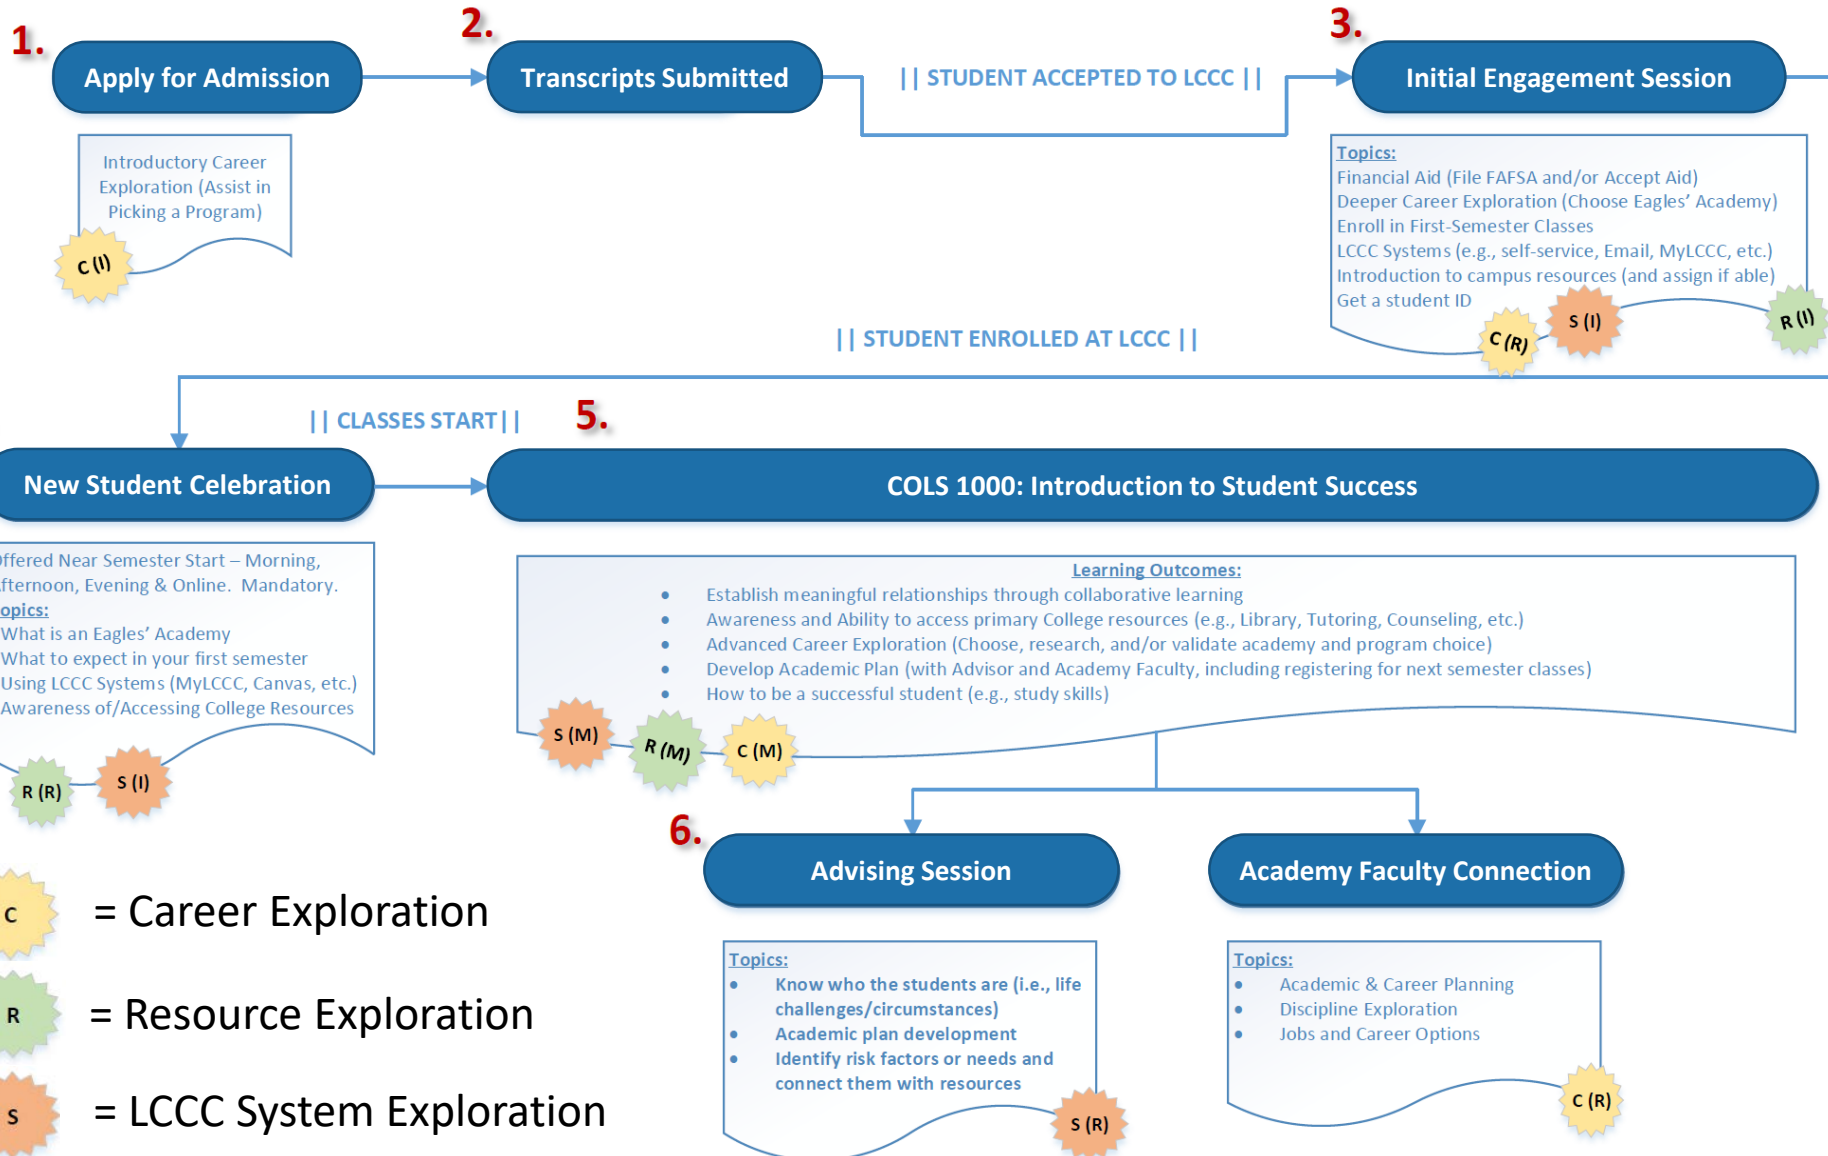 1.
Apply for Admission
2.
Transcripts Submitted
|| STUDENT ACCEPTED TO LCCC ||
3.
Initial Engagement Session
Introductory Career
Exploration (Assist in
Picking a Program)
C (I)
Topics:
Financial Aid (File FAFSA and/or Accept Aid)
Deeper Career Exploration (Choose Eagles' Academy)
Enroll in First-Semester Classes
LCCC Systems (e.g., self-service, Email, MyLCCC, etc.)
Introduction to campus resources (and assign if able)
Get a student ID
C (R)
S (I)
R (I)
|| STUDENT ENROLLED AT LCCC ||
|| CLASSES START||
5.
New Student Celebration
COLS 1000: Introduction to Student Success
ffered Near Semester Start – Morning,
fternoon, Evening & Online.  Mandatory.
opics:
What is an Eagles' Academy
What to expect in your first semester
Using LCCC Systems (MyLCCC, Canvas, etc.)
Awareness of/Accessing College Resources
R (R)
S (I)
Learning Outcomes:
• Establish meaningful relationships through collaborative learning
• Awareness and Ability to access primary College resources (e.g., Library, Tutoring, Counseling, etc.)
• Advanced Career Exploration (Choose, research, and/or validate academy and program choice)
• Develop Academic Plan (with Advisor and Academy Faculty, including registering for next semester classes)
• How to be a successful student (e.g., study skills)
S (M)
R (M)
C (M)
6.
Advising Session
Academy Faculty Connection
Topics:
• Know who the students are (i.e., life
challenges/circumstances)
• Academic plan development
• Identify risk factors or needs and
connect them with resources
S (R)
Topics:
• Academic & Career Planning
• Discipline Exploration
• Jobs and Career Options
C (R)
C = Career Exploration
R = Resource Exploration
S = LCCC System Exploration